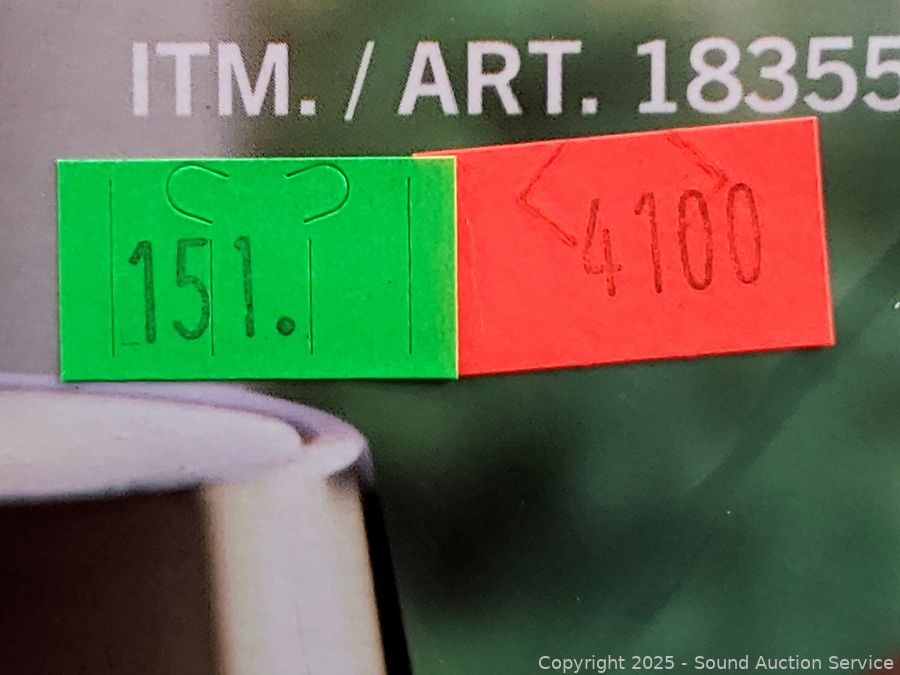 ITM. / ART. 18355
151.
4100
Copyright 2025 - Sound Auction Service